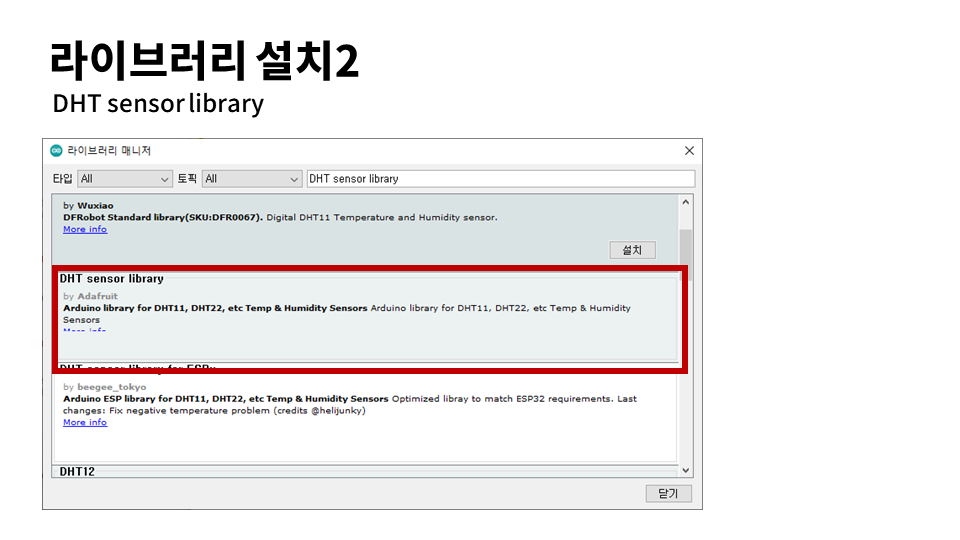 라이브러리 설치2
DHT sensor library
라이브러리 매니저
타입 All 토픽 All DHT sensor library
by Wuxiao
DFRobot Standard library(SKU:DFR0067). Digital DHT11 Temperature and Humidity sensor.
More info
설치
DHT sensor library
by Adafruit
Arduino library for DHT11, DHT22, etc Temp & Humidity Sensors Arduino library for DHT11, DHT22, etc Temp & Humidity
Sensors
More info
DHT sensor library for ESPx
by beegee_tokyo
Arduino ESP library for DHT11, DHT22, etc Temp & Humidity Sensors Optimized libray to match ESP32 requirements. Last
changes: Fix negative temperature problem (credits @helijunky)
More info
DHT12
닫기